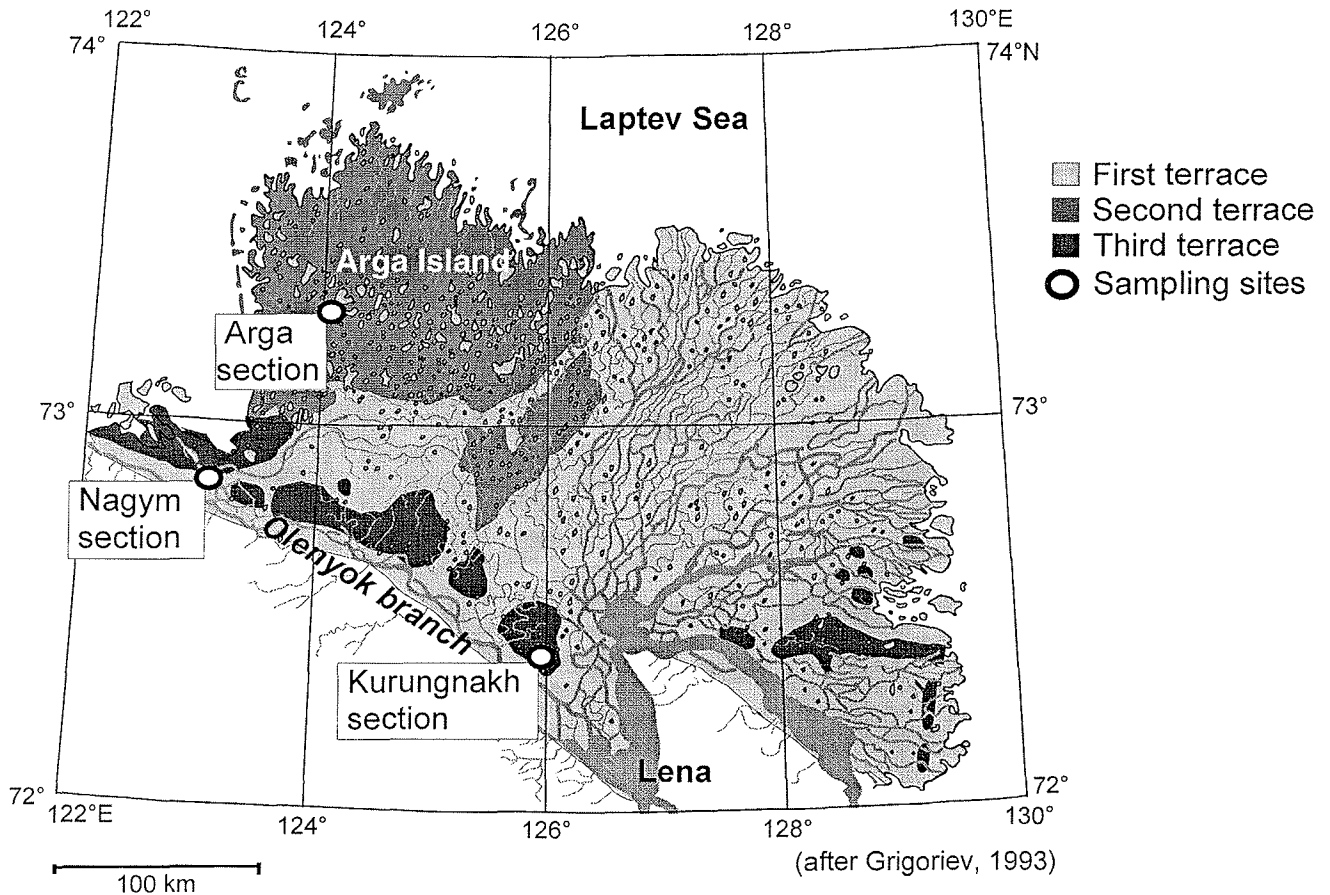 122°
124°
126°
128°
130°E
74°
74°N
Laptev Sea
First terrace
Second terrace
Third terrace
Sampling sites
Arga Island
Arga
section
73°
73°
Nagym
section
Olenyok branch
Kurungnakh
section
Lena
72°
72°
122°E
124°
126°
128°
130°
100 km
(after Grigoriev, 1993)